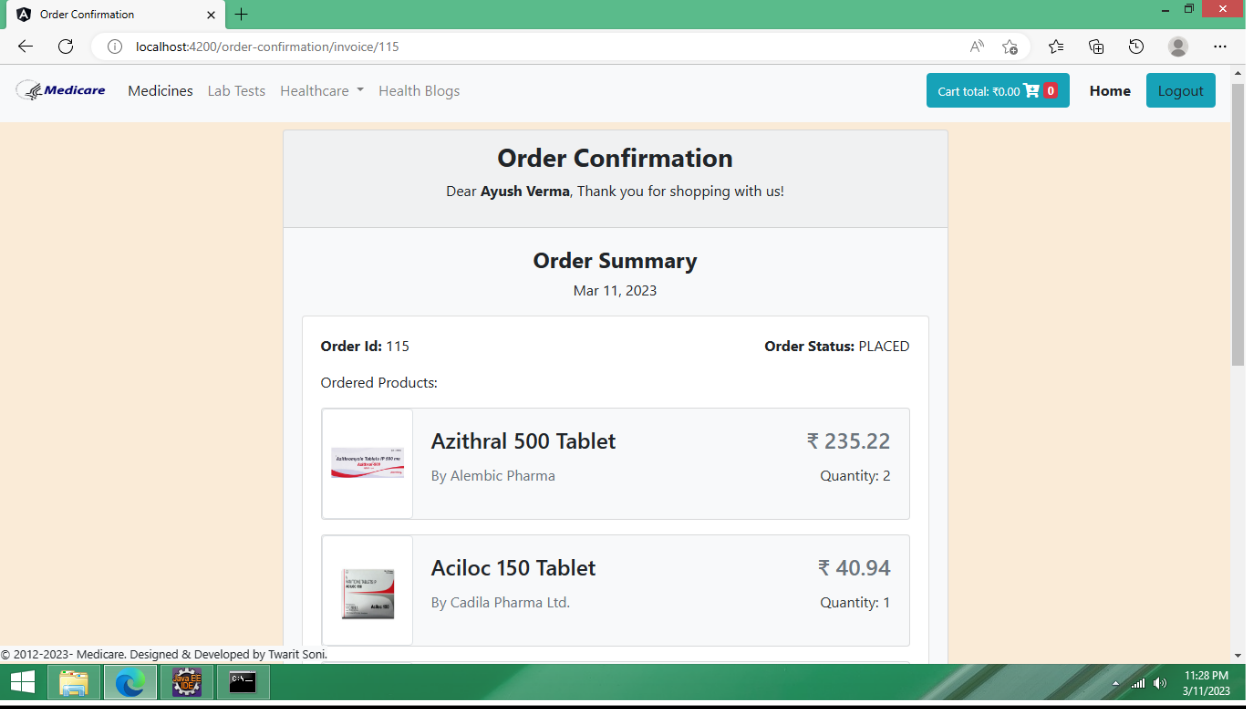 Order Confirmation
localhost:4200/order-confirmation/invoice/115
Medicare Medicines Lab Tests Healthcare Health Blogs Cart total: ₹0.00 0 Home Logout
Order Confirmation
Dear Ayush Verma, Thank you for shopping with us!
Order Summary
Mar 11, 2023
Order Id: 115 Order Status: PLACED
Ordered Products:
Azithral 500 Tablet ₹ 235.22
By Alembic Pharma Quantity: 2
Aciloc 150 Tablet ₹ 40.94
By Cadila Pharma Ltd. Quantity: 1
© 2012-2023- Medicare. Designed & Developed by Twarit Soni.
Java EE
IDE
C:\
11:28 PM
3/11/2023